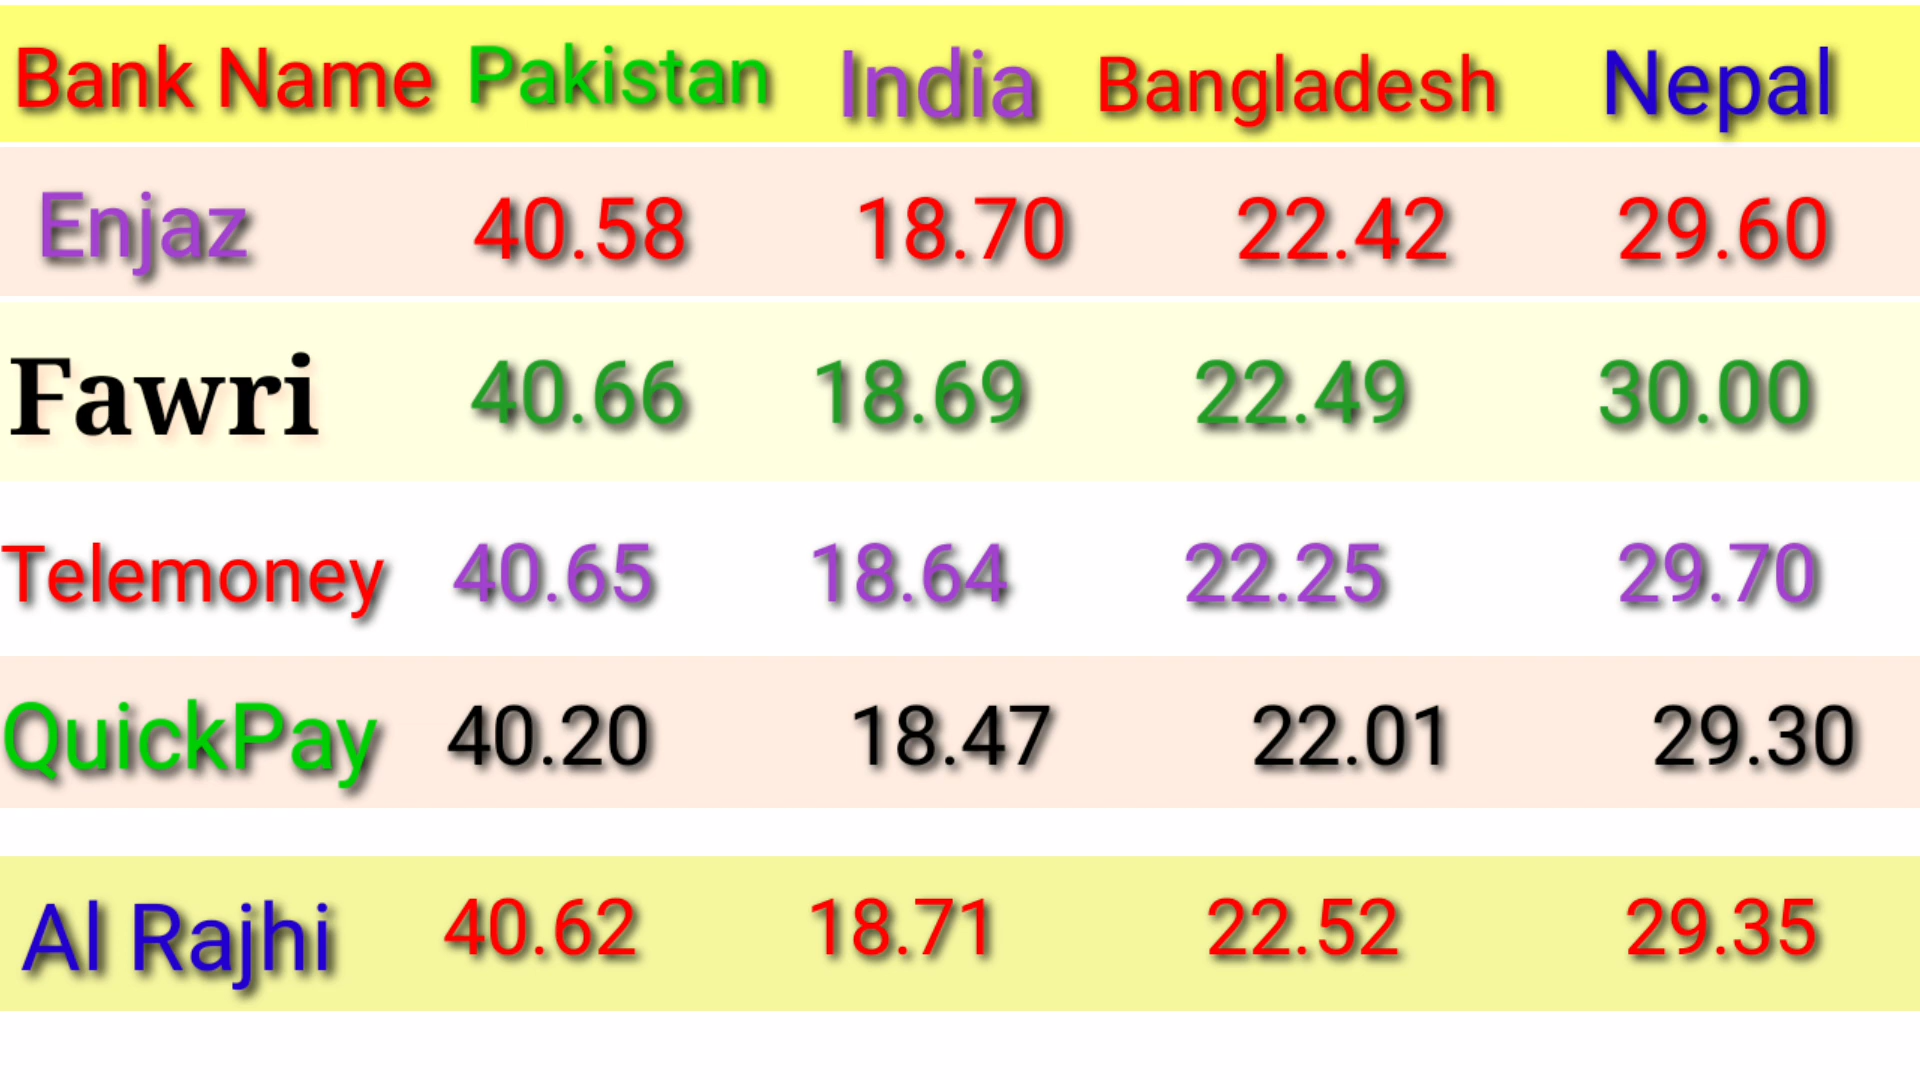 Bank Name Pakistan India Bangladesh Nepal
Enjaz 40.58 18.70 22.42 29.60
Fawri 40.66 18.69 22.49 30.00
Telemoney 40.65 18.64 22.25 29.70
QuickPay 40.20 18.47 22.01 29.30
Al Rajhi 40.62 18.71 22.52 29.35